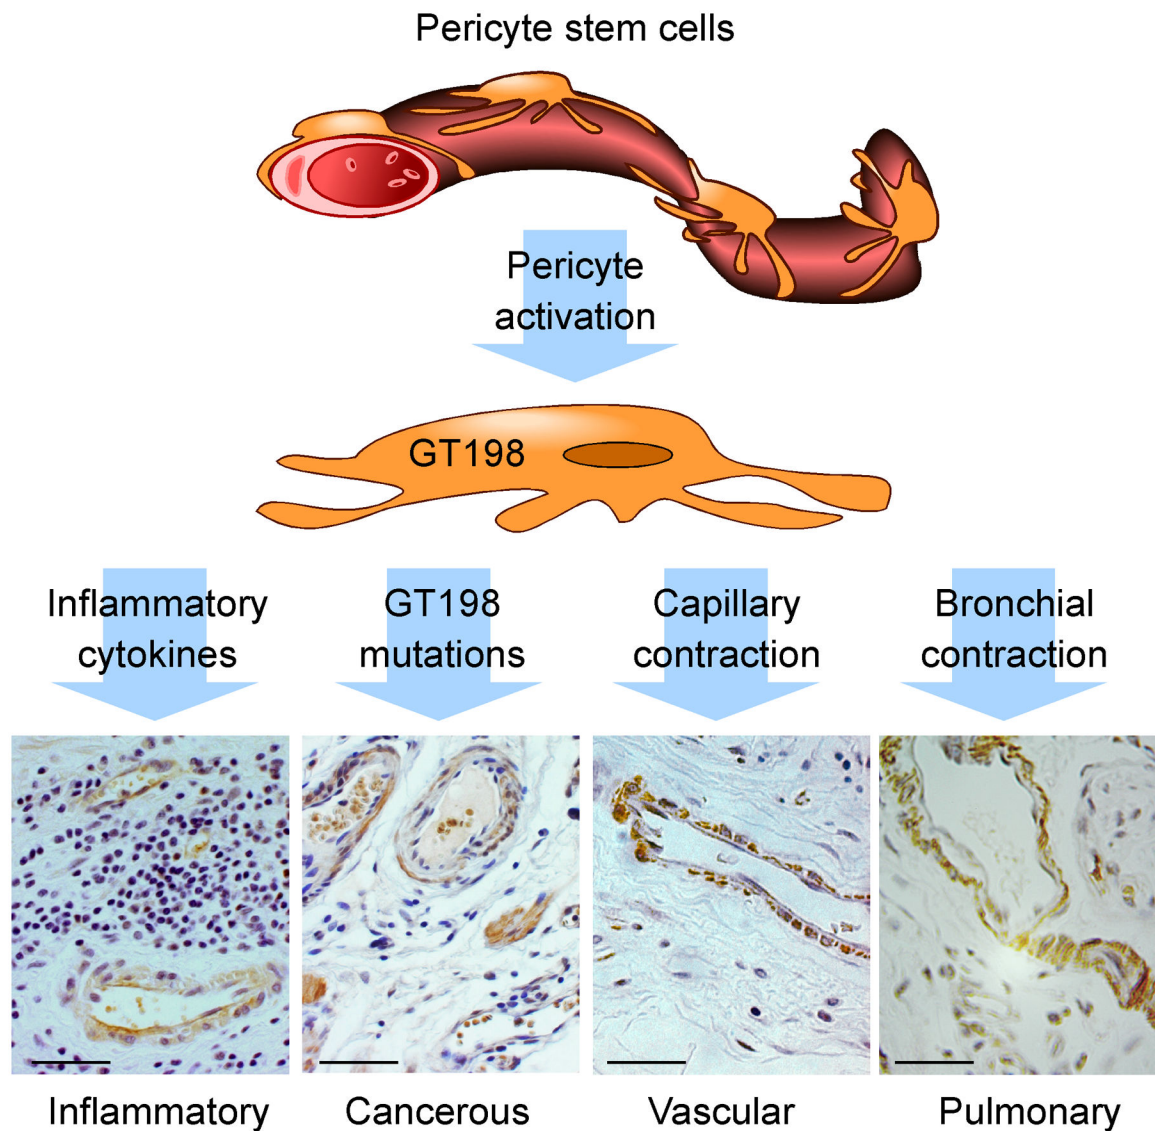 Pericyte stem cells
Pericyte
activation
GT198
Inflammatory
cytokines
GT198
mutations
Capillary
contraction
Bronchial
contraction
Inflammatory
Cancerous
Vascular
Pulmonary